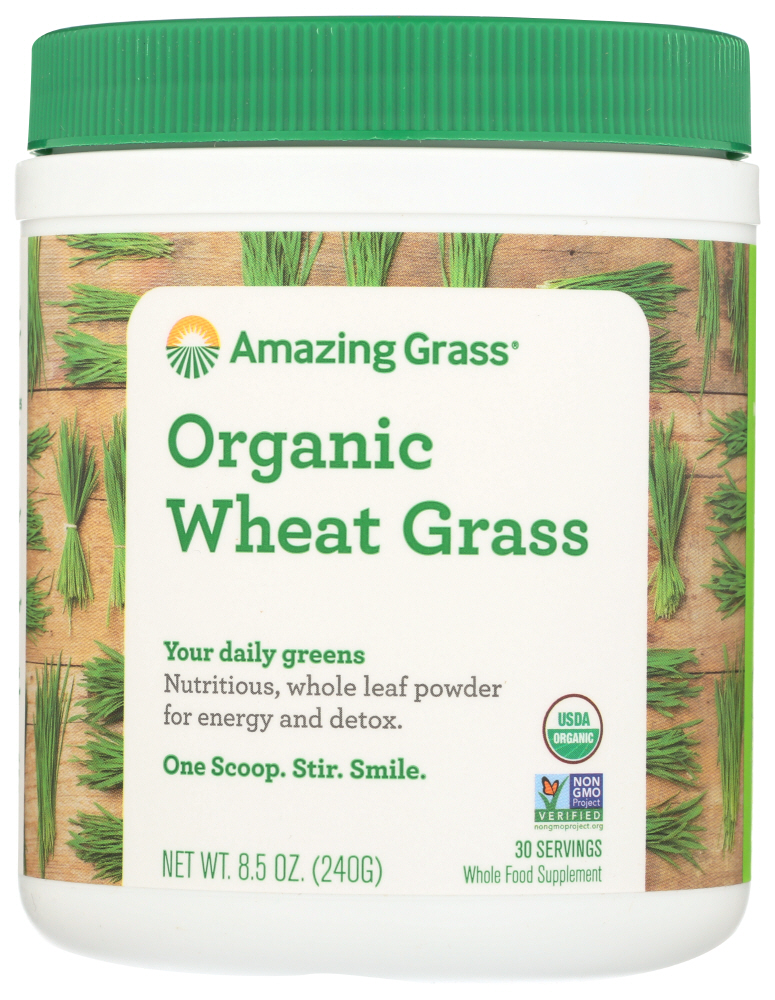 Amazing Grass®
Organic
Wheat Grass
Your daily greens
Nutritious, whole leaf powder
for energy and detox.
One Scoop. Stir. Smile.
USDA
ORGANIC
NON
GMO
Project
VERIFIED
nongmoproject.org
NET WT. 8.5 OZ. (240G)
30 SERVINGS
Whole Food Supplement